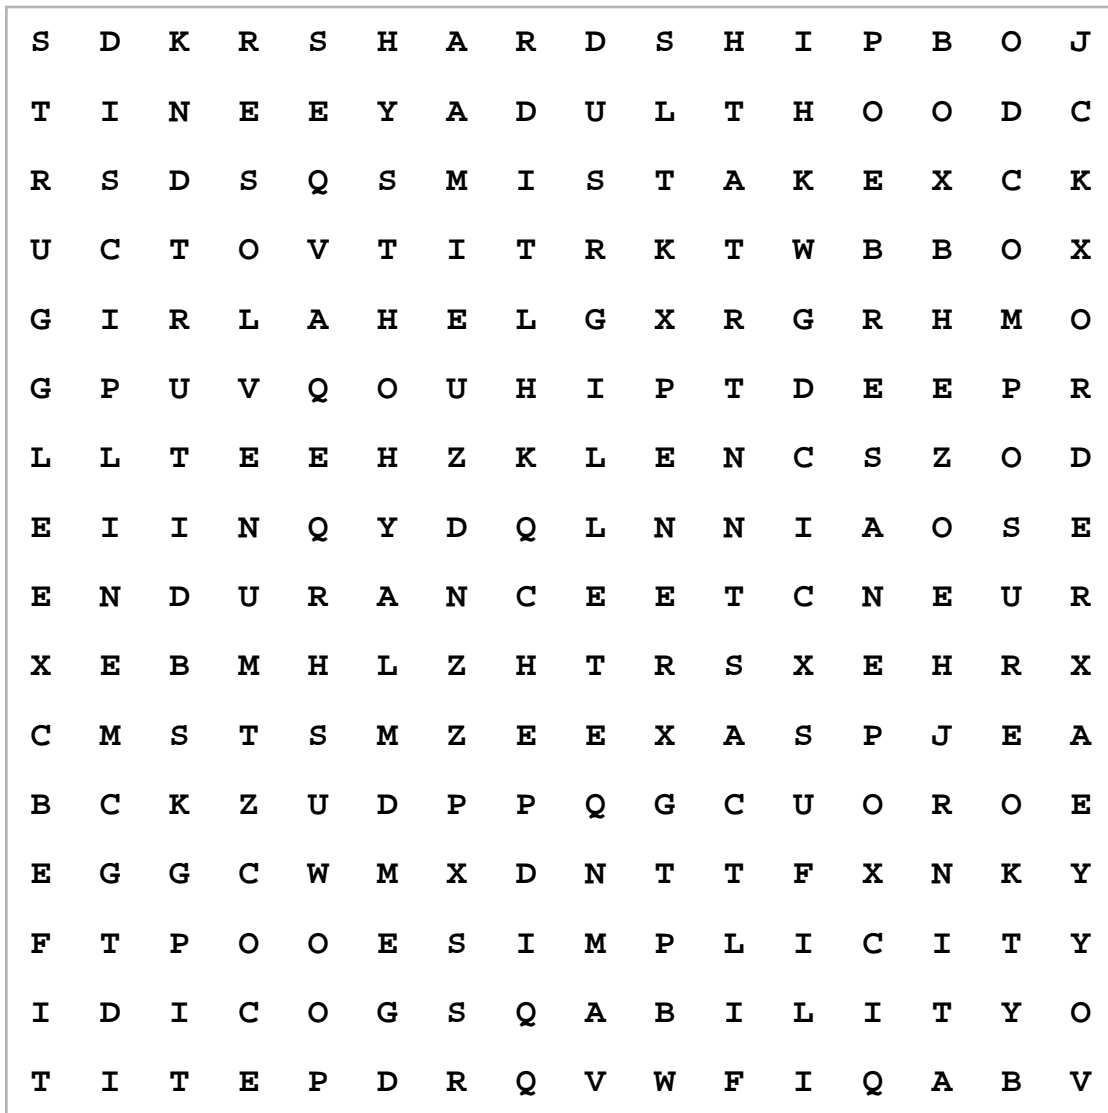 S D K R S H A R D S H I P B O J
T I N E E Y A D U L T H O O D C
R S D S Q S M I S T A K E X C K
U C T O V T I T R K T W B B O X
G I R L A H E L G X R G R H M O
G P U V Q O U H I P T D E E P R
L L T E E H Z K L E N C S Z O D
E I I N Q Y D Q L N N I A O S E
E N D U R A N C E E T C N E U R
X E B M H L Z H T R S X E H R X
C M S T S M Z E E X A S P J E A
B C K Z U D P P Q G C U O R O E
E G G C W M X D N T T F X N K Y
F T P O O E S I M P L I C I T Y
I D I C O G S Q A B I L I T Y O
T I T E P D R Q V W F I Q A B V